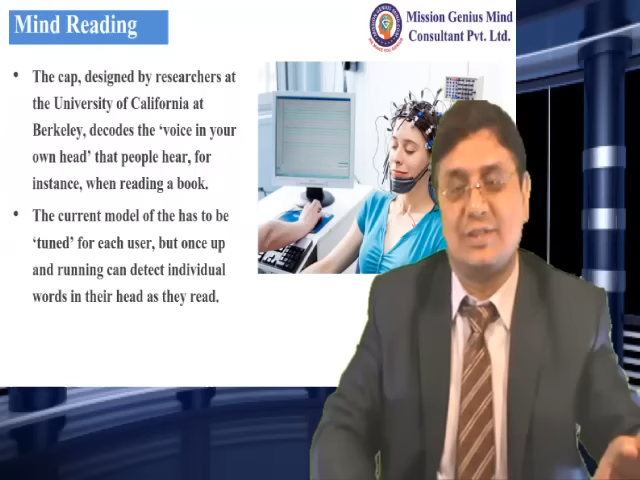 Mind Reading
Mission Genius Mind
Consultant Pvt. Ltd.
• The cap, designed by researchers at
the University of California at
Berkeley, decodes the 'voice in your
own head' that people hear, for
instance, when reading a book.
• The current model of the has to be
'tuned' for each user, but once up
and running can detect individual
words in their head as they read.